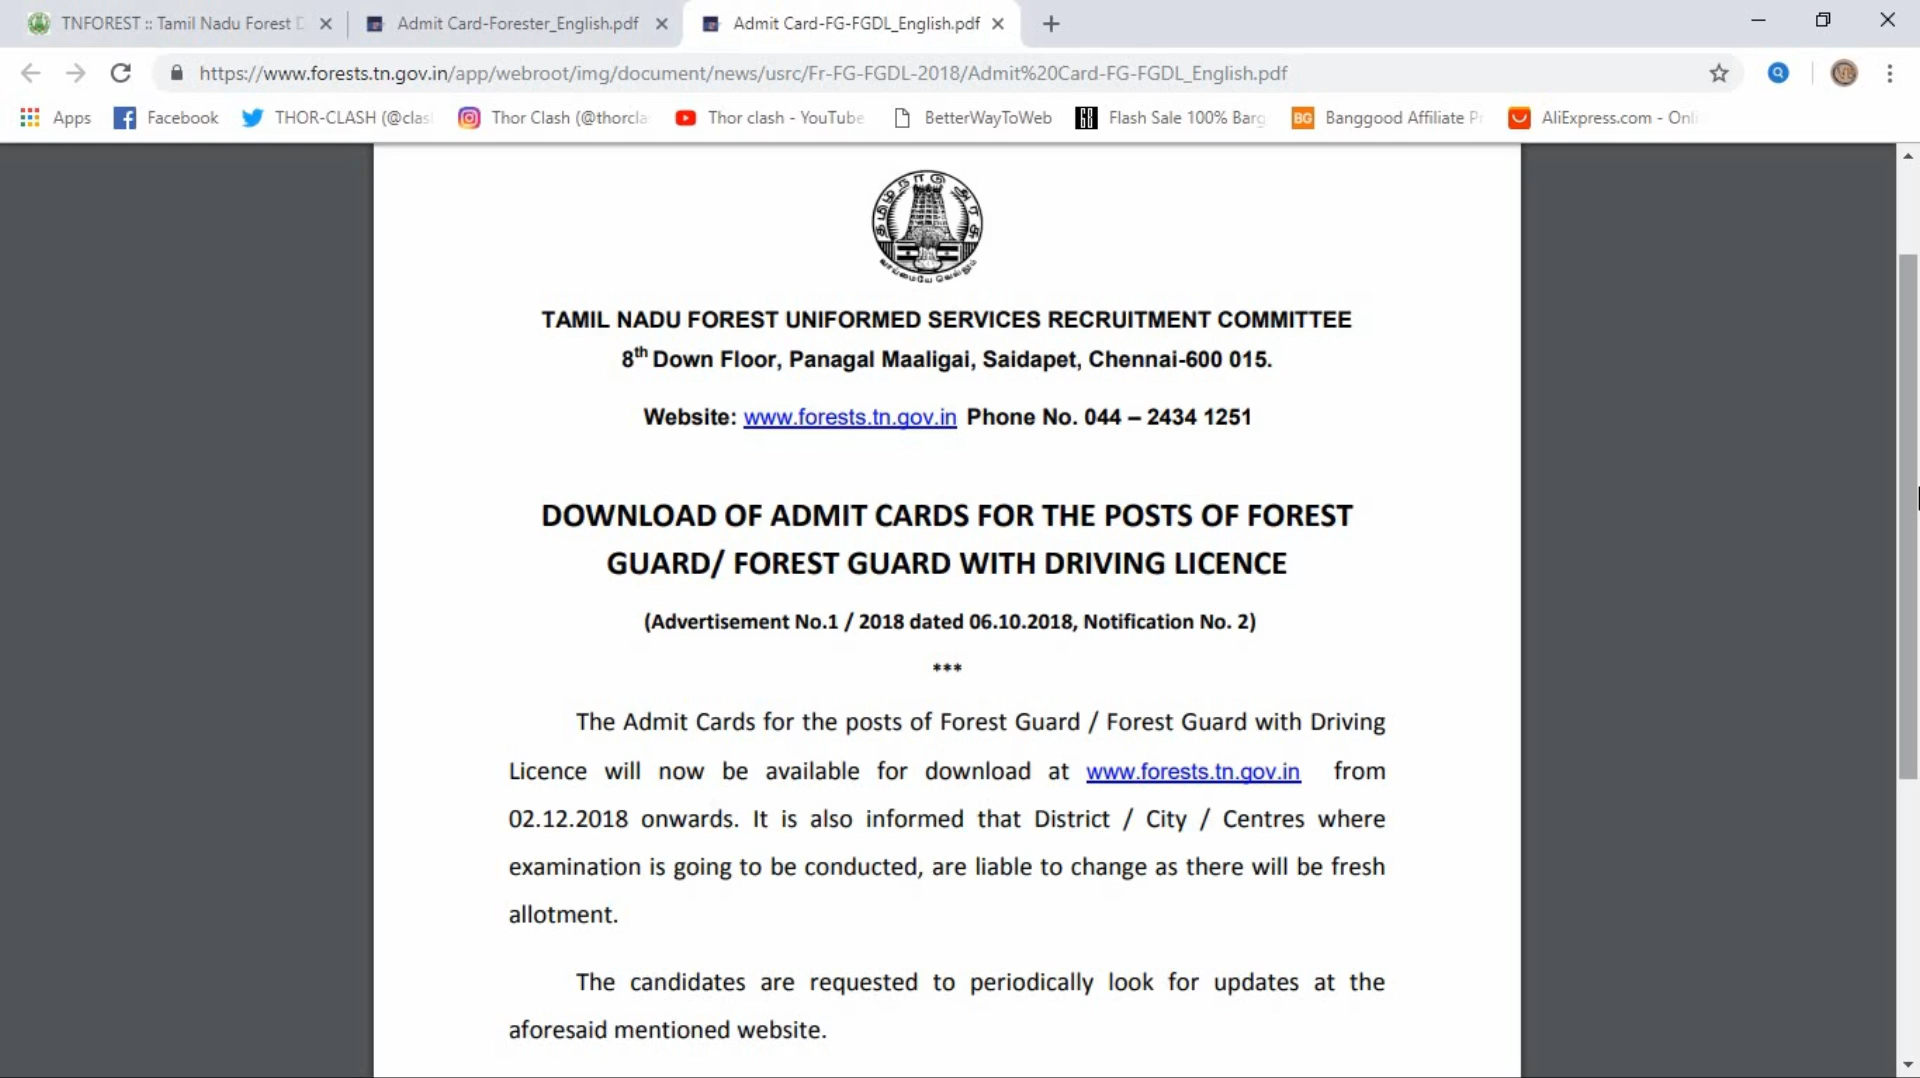 TNFOREST :: Tamil Nadu Forest D
Admit Card-Forester_English.pdf
Admit Card-FG-FGDL_English.pdf
https://www.forests.tn.gov.in/app/webroot/img/document/news/usrc/Fr-FG-FGDL-2018/Admit%20Card-FG-FGDL_English.pdf
Apps Facebook THOR-CLASH (@clas Thor Clash (@thorcla Thor clash - YouTube BetterWayToWeb Flash Sale 100% Barg BG Banggood Affiliate Pr AliExpress.com - Onli
தமிழ்நாடு அரசு
வாய்மையே வெல்லும்
TAMIL NADU FOREST UNIFORMED SERVICES RECRUITMENT COMMITTEE
8th Down Floor, Panagal Maaligai, Saidapet, Chennai-600 015.
Website: www.forests.tn.gov.in Phone No. 044 – 2434 1251
DOWNLOAD OF ADMIT CARDS FOR THE POSTS OF FOREST
GUARD/ FOREST GUARD WITH DRIVING LICENCE
(Advertisement No.1 / 2018 dated 06.10.2018, Notification No. 2)
***
The Admit Cards for the posts of Forest Guard / Forest Guard with Driving
Licence will now be available for download at www.forests.tn.gov.in from
02.12.2018 onwards. It is also informed that District / City / Centres where
examination is going to be conducted, are liable to change as there will be fresh
allotment.
The candidates are requested to periodically look for updates at the
aforesaid mentioned website.